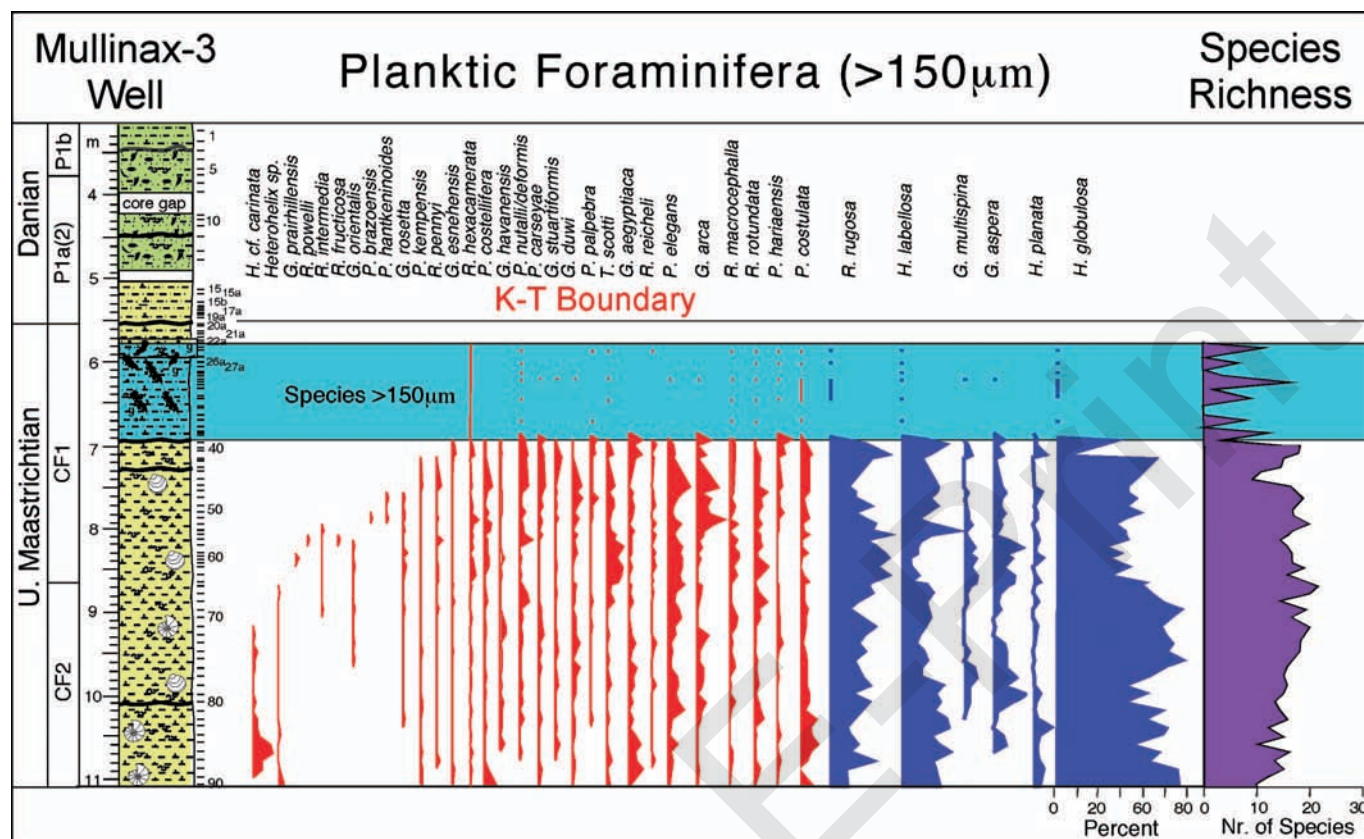 Mullinax-3
Well
Planktic Foraminifera (>150µm)
Species
Richness
Danian
U. Maastrichtian
P1b
P1a(2)
CF1
CF2
m
4
5
6
7
8
9
10
11
core gap
1
5
10
15
15a
15b
17a
19a
20a
21a
22a
26a
27a
40
50
60
70
80
90
g
g
g
g
H. cf. carinata
Heterohelix sp.
G. prairhillensis
R. powelli
R. intermedia
R. fructicosa
G. orientalis
P. brazoensis
P. hantkeninoides
G. rosetta
P. kempensis
R. pennyi
G. esnehensis
R. hexacamerata
P. costellifera
G. havanensis
P. nutalli/deformis
P. carseyae
G. stuartiformis
G. duwi
P. palpebra
T. scotti
G. aegyptiaca
R. reicheli
P. elegans
G. arca
R. macrocephalla
R. rotundata
P. hariaensis
P. costulata
R. rugosa
H. labellosa
G. multispina
G. aspera
H. planata
H. globulosa
K-T Boundary
Species >150µm
0 20 40 60 80
Percent
0 10 20 30
Nr. of Species
E-Print